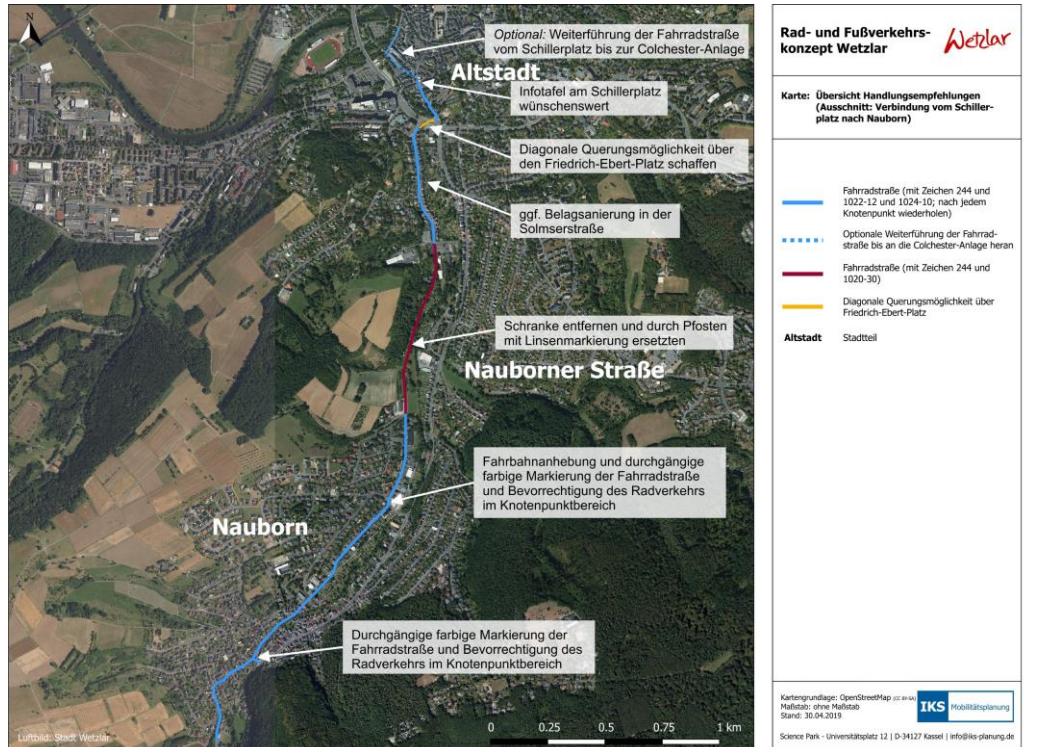 N
Optional: Weiterführung der Fahrradstraße
vom Schillerplatz bis zur Colchester-Anlage
Altstadt
Infotafel am Schillerplatz
wünschenswert
Diagonale Querungsmöglichkeit über
den Friedrich-Ebert-Platz schaffen
ggf. Belagsanierung in der
Solmserstraße
Schranke entfernen und durch Pfosten
mit Linsenmarkierung ersetzten
Nauborner Straße
Fahrbahnanhebung und durchgängige
farbige Markierung der Fahrradstraße
und Bevorrechtigung des Radverkehrs
im Knotenpunktbereich
Nauborn
Durchgängige farbige Markierung der
Fahrradstraße und Bevorrechtigung des
Radverkehrs im Knotenpunktbereich
0 0.25 0.5 0.75 1 km
Luftbild: Stadt Wetzlar
Rad- und Fußverkehrs-
konzept Wetzlar
Wetzlar
Karte: Übersicht Handlungsempfehlungen
(Ausschnitt: Verbindung vom Schiller-
platz nach Nauborn)
Fahrradstraße (mit Zeichen 244 und
1022-12 und 1024-10; nach jedem
Knotenpunkt wiederholen)
Optionale Weiterführung der Fahrrad-
straße bis an die Colchester-Anlage heran
Fahrradstraße (mit Zeichen 244 und
1020-30)
Diagonale Querungsmöglichkeit über
Friedrich-Ebert-Platz
Altstadt Stadtteil
Kartengrundlage: OpenStreetMap (CC BY-SA)
Maßstab: ohne Maßstab
Stand: 30.04.2019
IKS Mobilitätsplanung
Science Park - Universitätsplatz 12 | D-34127 Kassel | info@iks-planung.de